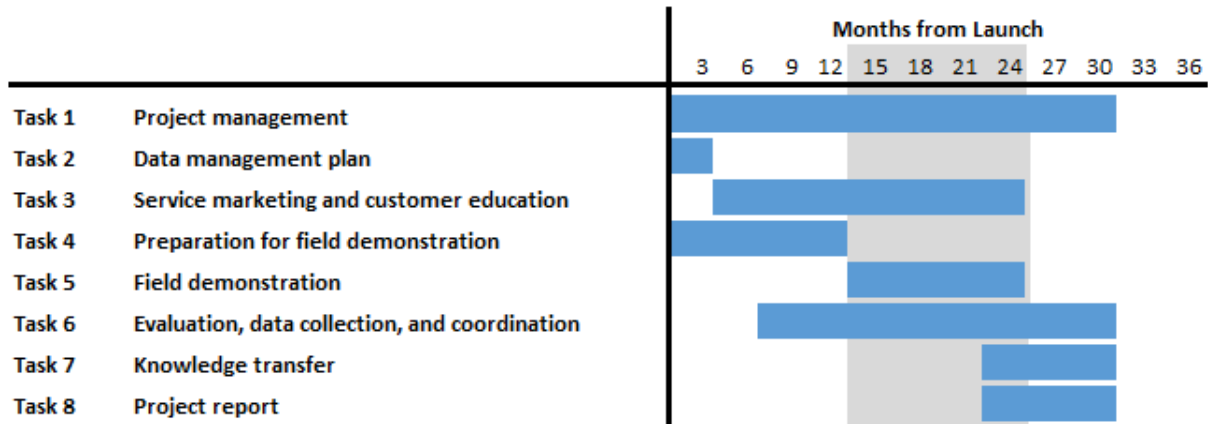 Months from Launch
3 6 9 12 15 18 21 24 27 30 33 36
Task 1 Project management
Task 2 Data management plan
Task 3 Service marketing and customer education
Task 4 Preparation for field demonstration
Task 5 Field demonstration
Task 6 Evaluation, data collection, and coordination
Task 7 Knowledge transfer
Task 8 Project report